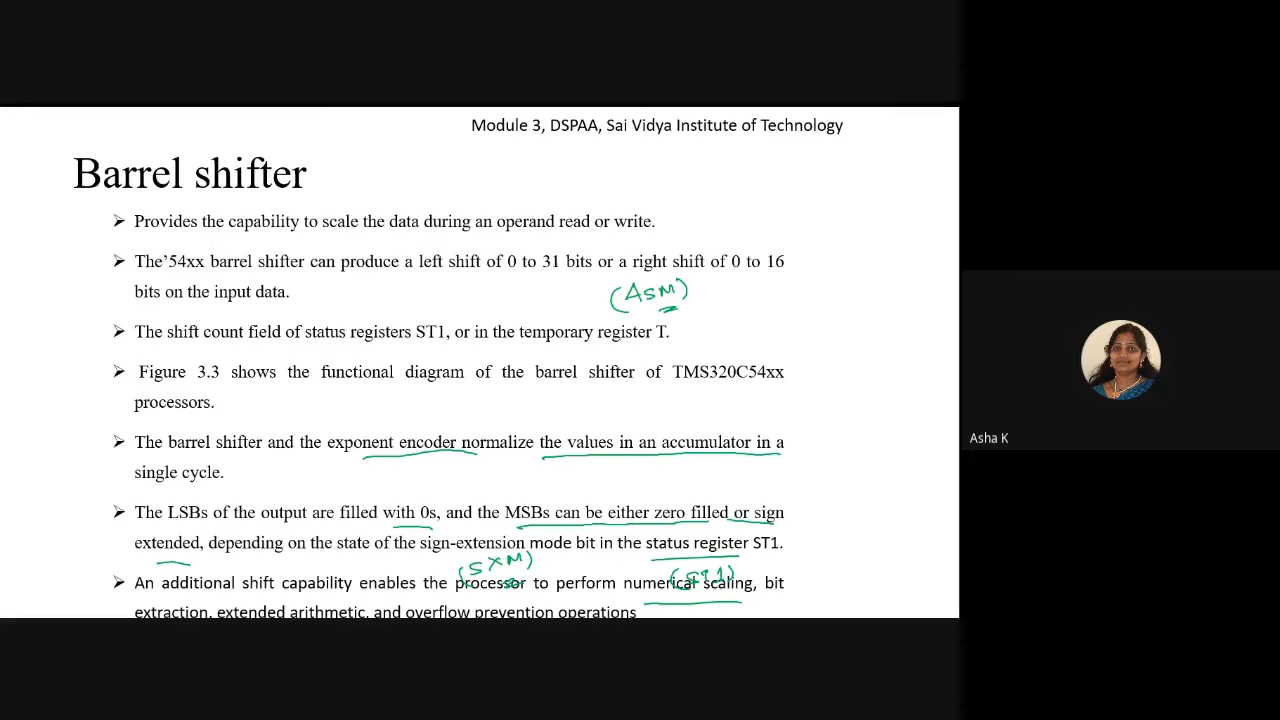 Module 3, DSPAA, Sai Vidya Institute of Technology
Barrel shifter
➢ Provides the capability to scale the data during an operand read or write.
➢ The’54xx barrel shifter can produce a left shift of 0 to 31 bits or a right shift of 0 to 16
bits on the input data.
(ASM)
➢ The shift count field of status registers ST1, or in the temporary register T.
➢ Figure 3.3 shows the functional diagram of the barrel shifter of TMS320C54xx
processors.
Asha K
➢ The barrel shifter and the exponent encoder normalize the values in an accumulator in a
single cycle.
➢ The LSBs of the output are filled with 0s, and the MSBs can be either zero filled or sign
extended, depending on the state of the sign-extension mode bit in the status register ST1.
(SXM) (ST1)
➢ An additional shift capability enables the processor to perform numerical scaling, bit
extraction, extended arithmetic, and overflow prevention operations